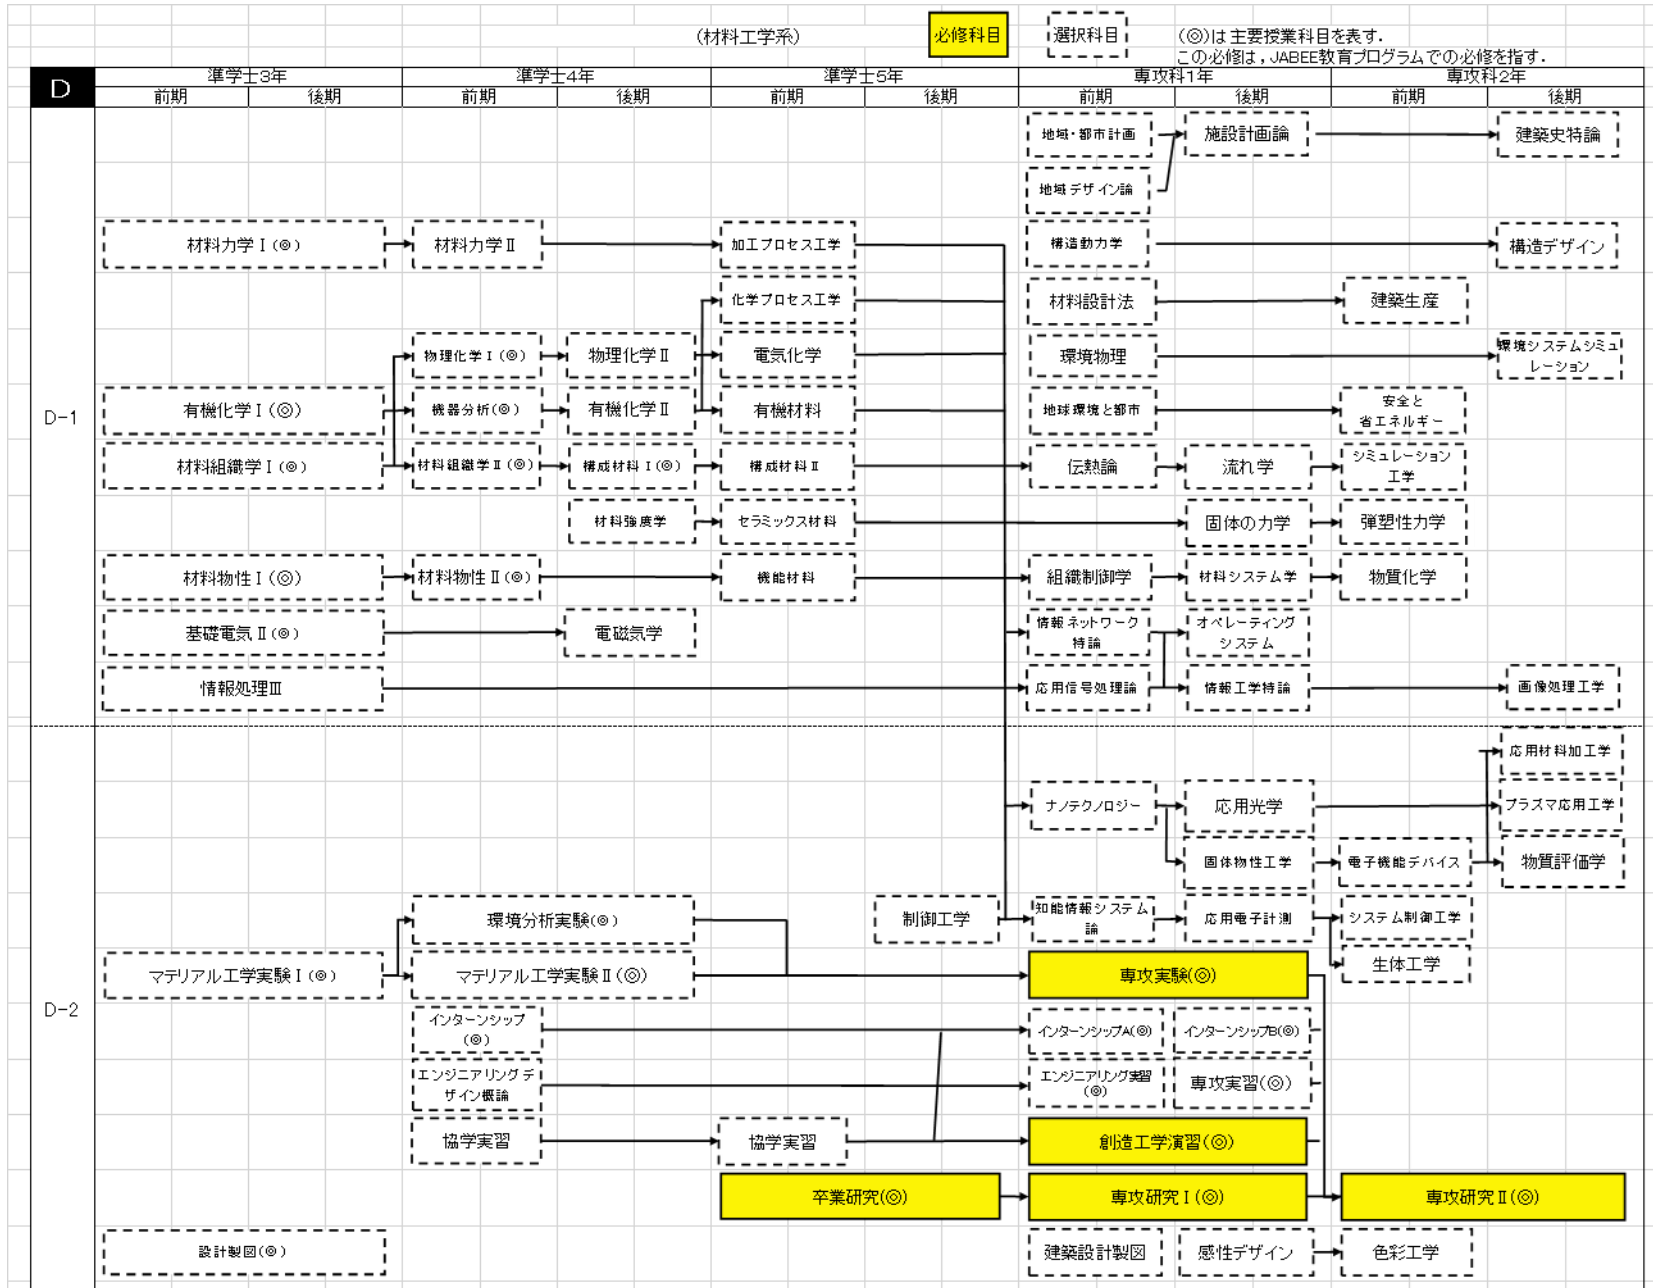 (材料工学系)
必修科目
選択科目
(◎)は主要授業科目を表す.
この必修は,JABEE教育プログラムでの必修を指す.
D
準学士3年
準学士4年
準学士5年
専攻科1年
専攻科2年
前期
後期
前期
後期
前期
後期
前期
後期
前期
後期
D-1
地域・都市計画
施設計画論
建築史特論
地域デザイン論
材料力学Ⅰ(◎)
材料力学Ⅱ
加工プロセス工学
構造動力学
構造デザイン
化学プロセス工学
材料設計法
建築生産
物理化学Ⅰ(◎)
物理化学Ⅱ
電気化学
環境物理
環境システムシミュ
レーション
有機化学Ⅰ(◎)
機器分析(◎)
有機化学Ⅱ
有機材料
地球環境と都市
安全と
省エネルギー
材料組織学Ⅰ(◎)
材料組織学Ⅱ(◎)
構成材料Ⅰ(◎)
構成材料Ⅱ
伝熱論
流れ学
シミュレーション
工学
材料強度学
セラミックス材料
固体の力学
弾塑性力学
材料物性Ⅰ(◎)
材料物性Ⅱ(◎)
機能材料
組織制御学
材料システム学
物質化学
基礎電気Ⅱ(◎)
電磁気学
情報ネットワーク
特論
オペレーティング
システム
情報処理Ⅲ
応用信号処理論
情報工学特論
画像処理工学
D-2
応用材料加工学
ナノテクノロジー
応用光学
プラズマ応用工学
固体物性工学
電子機能デバイス
物質評価学
環境分析実験(◎)
制御工学
知能情報システム
論
応用電子計測
システム制御工学
マテリアル工学実験Ⅰ(◎)
マテリアル工学実験Ⅱ(◎)
専攻実験(◎)
生体工学
インターンシップ
(◎)
インターンシップA(◎)
インターンシップB(◎)
エンジニアリングデ
ザイン概論
エンジニアリング実習
(◎)
専攻実習(◎)
協学実習
協学実習
創造工学演習(◎)
卒業研究(◎)
専攻研究Ⅰ(◎)
専攻研究Ⅱ(◎)
設計製図(◎)
建築設計製図
感性デザイン
色彩工学